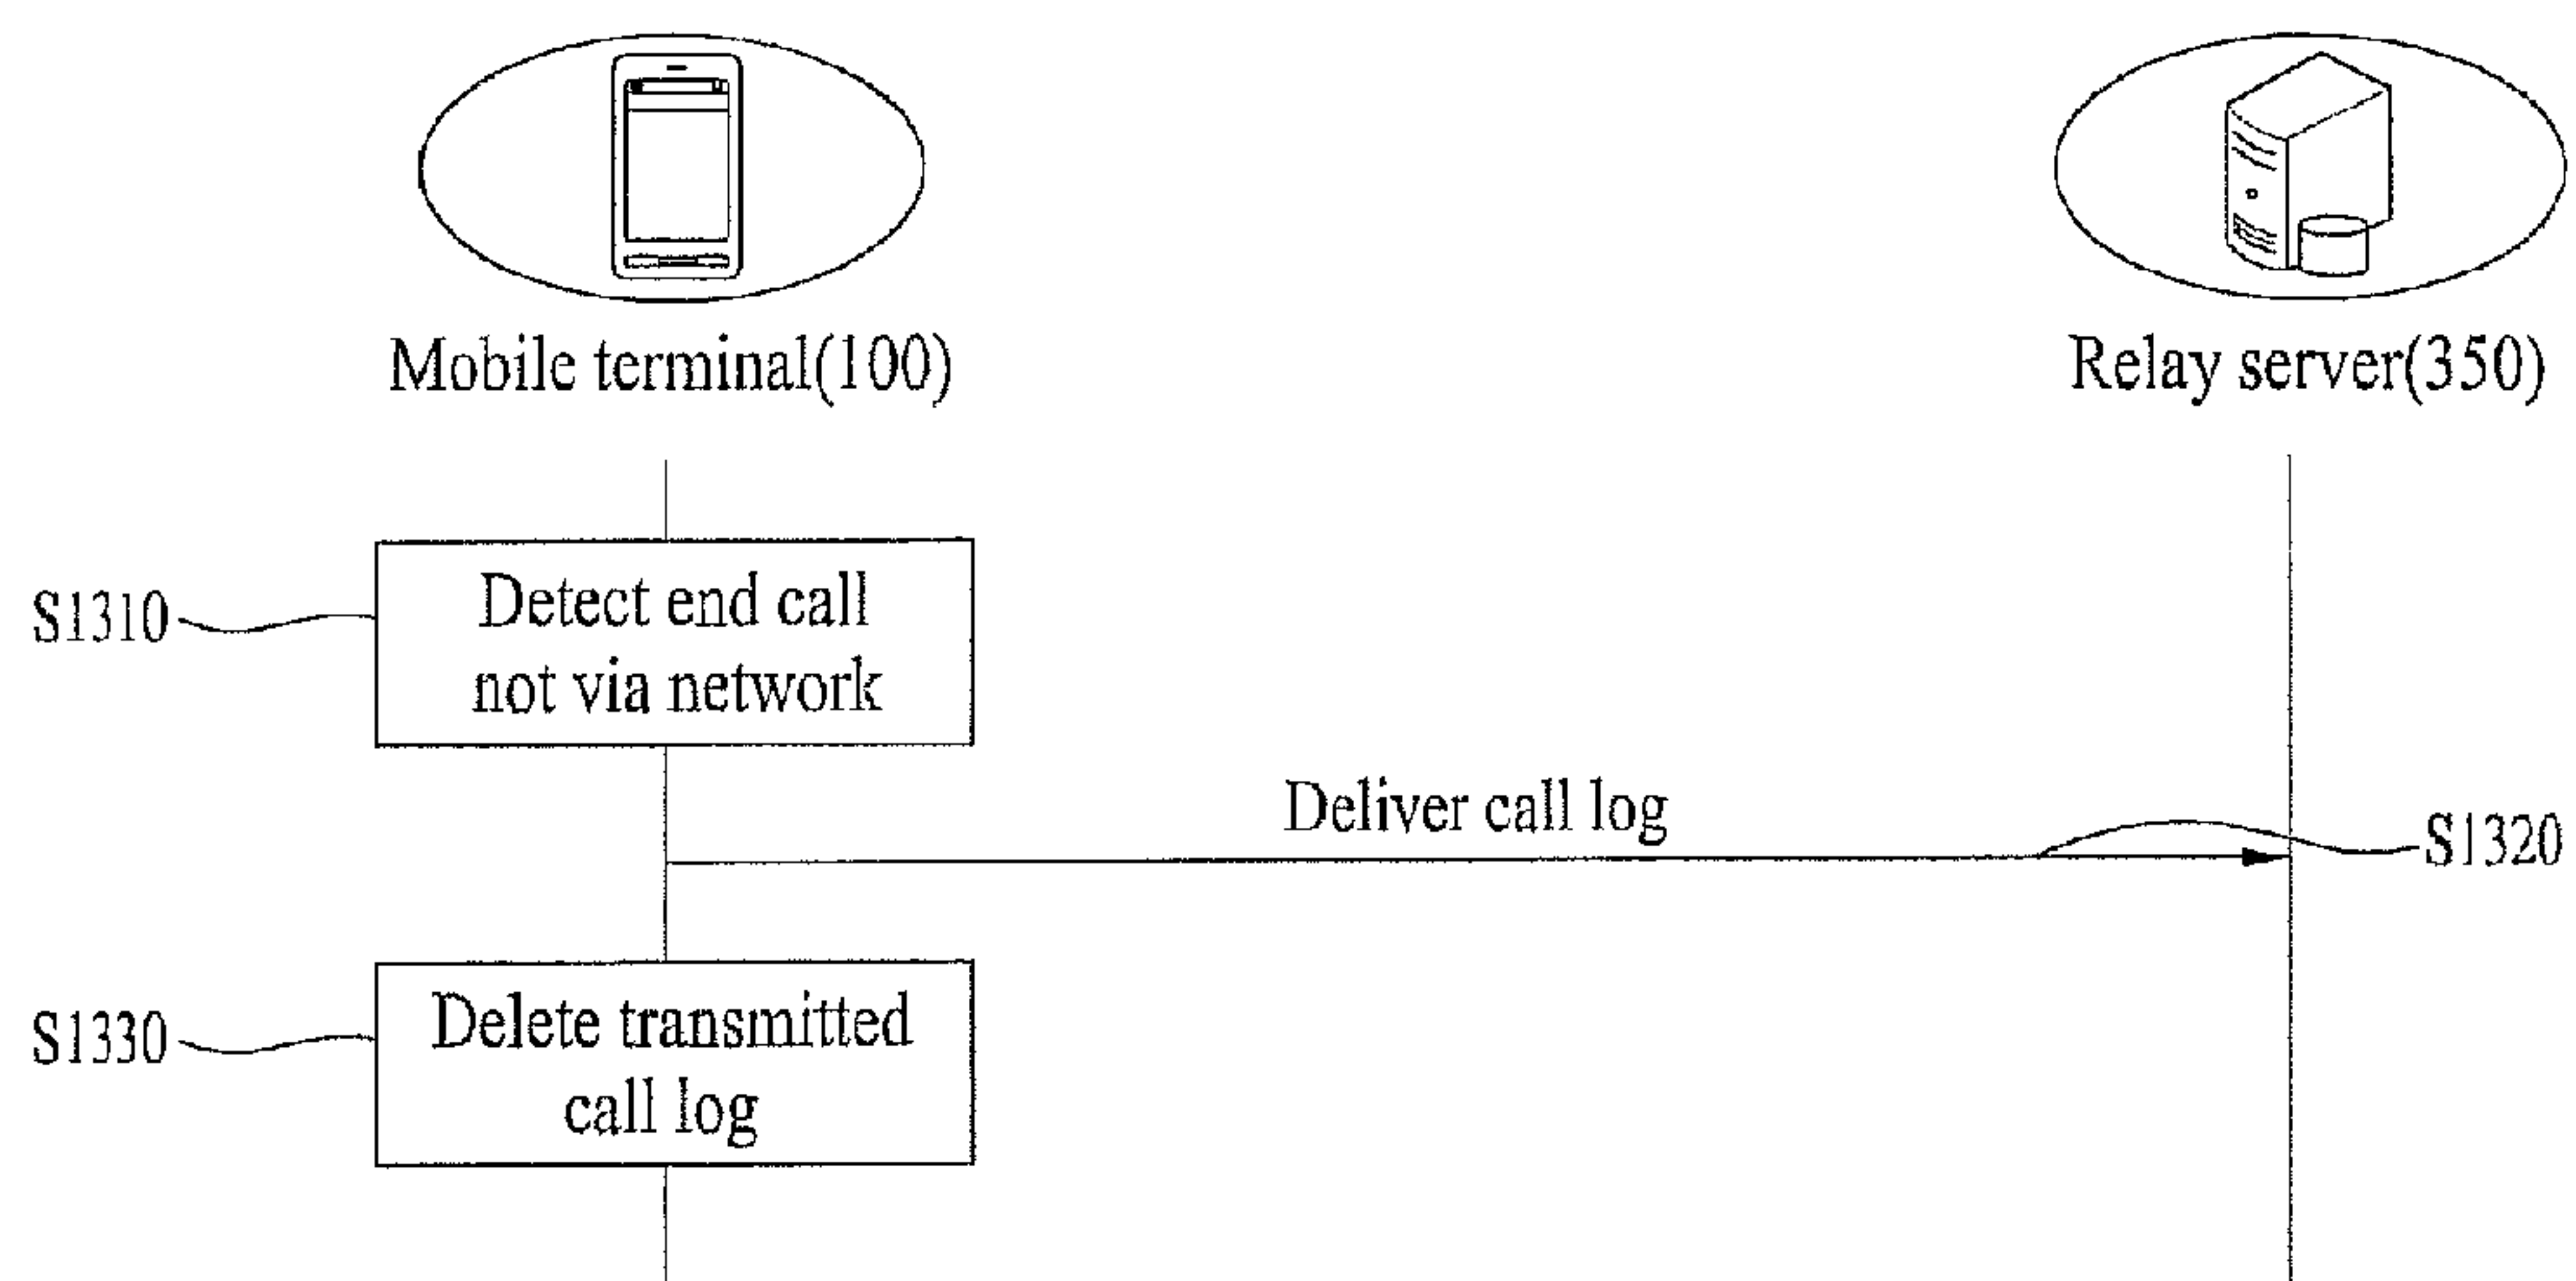 Mobile terminal(100)
Relay server(350)
S1310
Detect end call
not via network
Deliver call log
S1320
S1330
Delete transmitted
call log